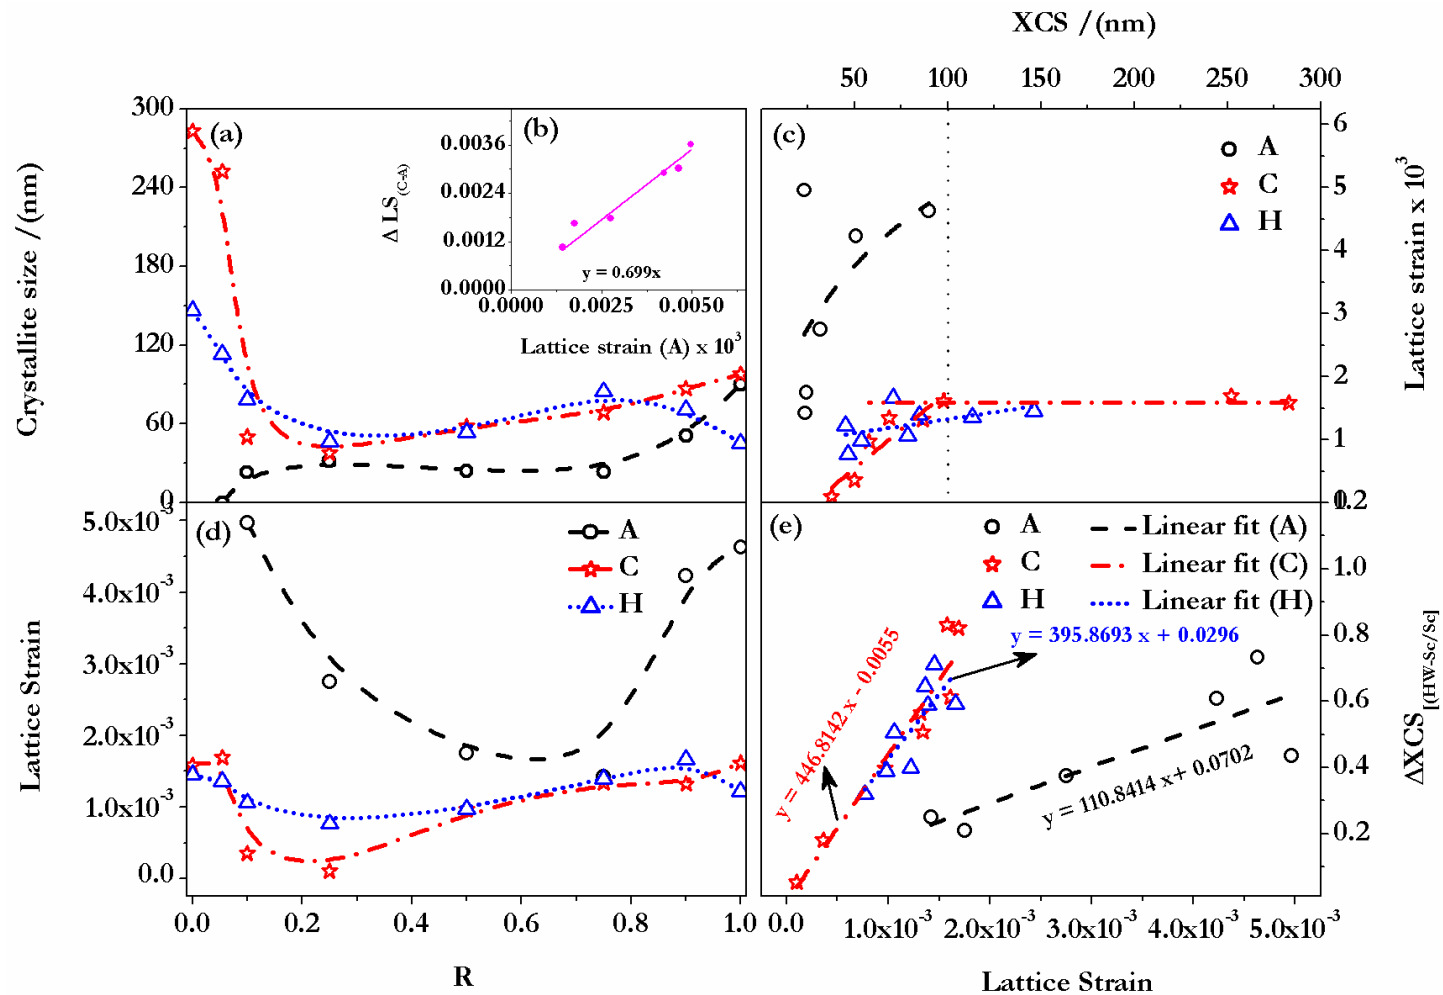 XCS /(nm)
50 100 150 200 250 300
300
240
180
120
60
0
Crystallite size /(nm)
(a)
(b)
0.0036
0.0024
0.0012
0.0000
Δ LS(C-A)
y = 0.699x
0.0000 0.0025 0.0050
Lattice strain (A) x 10³
(c)
A
C
H
6
5
4
3
2
1
0
Lattice strain x 10³
5.0x10⁻³
4.0x10⁻³
3.0x10⁻³
2.0x10⁻³
1.0x10⁻³
0.0
Lattice Strain
(d)
A
C
H
0.0 0.2 0.4 0.6 0.8 1.0
R
(e)
A Linear fit (A)
C Linear fit (C)
H Linear fit (H)
y = 395.8693 x + 0.0296
y = 446.8142 x - 0.0055
y = 110.8414 x+ 0.0702
1.2
1.0
0.8
0.6
0.4
0.2
ΔXCS[(HW-Sc/Sc]
0.0 1.0x10⁻³ 2.0x10⁻³ 3.0x10⁻³ 4.0x10⁻³ 5.0x10⁻³
Lattice Strain